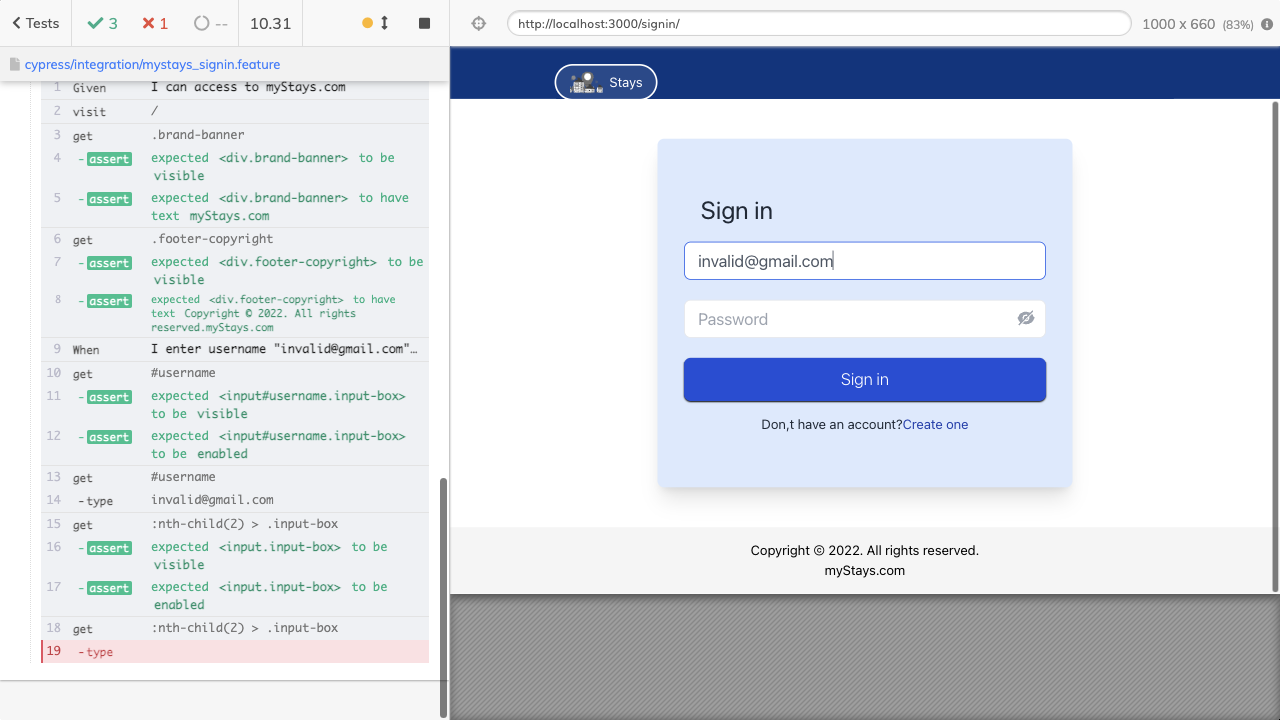 Tests
3
1
--
10.31
http://localhost:3000/signin/
1000 x 660 (83%)
cypress/integration/mystays_signin.feature
1 Given I can access to myStays.com
2 visit /
3 get .brand-banner
4 -assert expected <div.brand-banner> to be
visible
5 -assert expected <div.brand-banner> to have
text myStays.com
6 get .footer-copyright
7 -assert expected <div.footer-copyright> to be
visible
8 -assert expected <div.footer-copyright> to have
text Copyright © 2022. All rights
reserved.myStays.com
9 When I enter username "invalid@gmail.com"…
10 get #username
11 -assert expected <input#username.input-box>
to be visible
12 -assert expected <input#username.input-box>
to be enabled
13 get #username
14 -type invalid@gmail.com
15 get :nth-child(2) > .input-box
16 -assert expected <input.input-box> to be
visible
17 -assert expected <input.input-box> to be
enabled
18 get :nth-child(2) > .input-box
19 -type
Stays
Sign in
invalid@gmail.com
Password
Sign in
Don,t have an account?Create one
Copyright © 2022. All rights reserved.
myStays.com